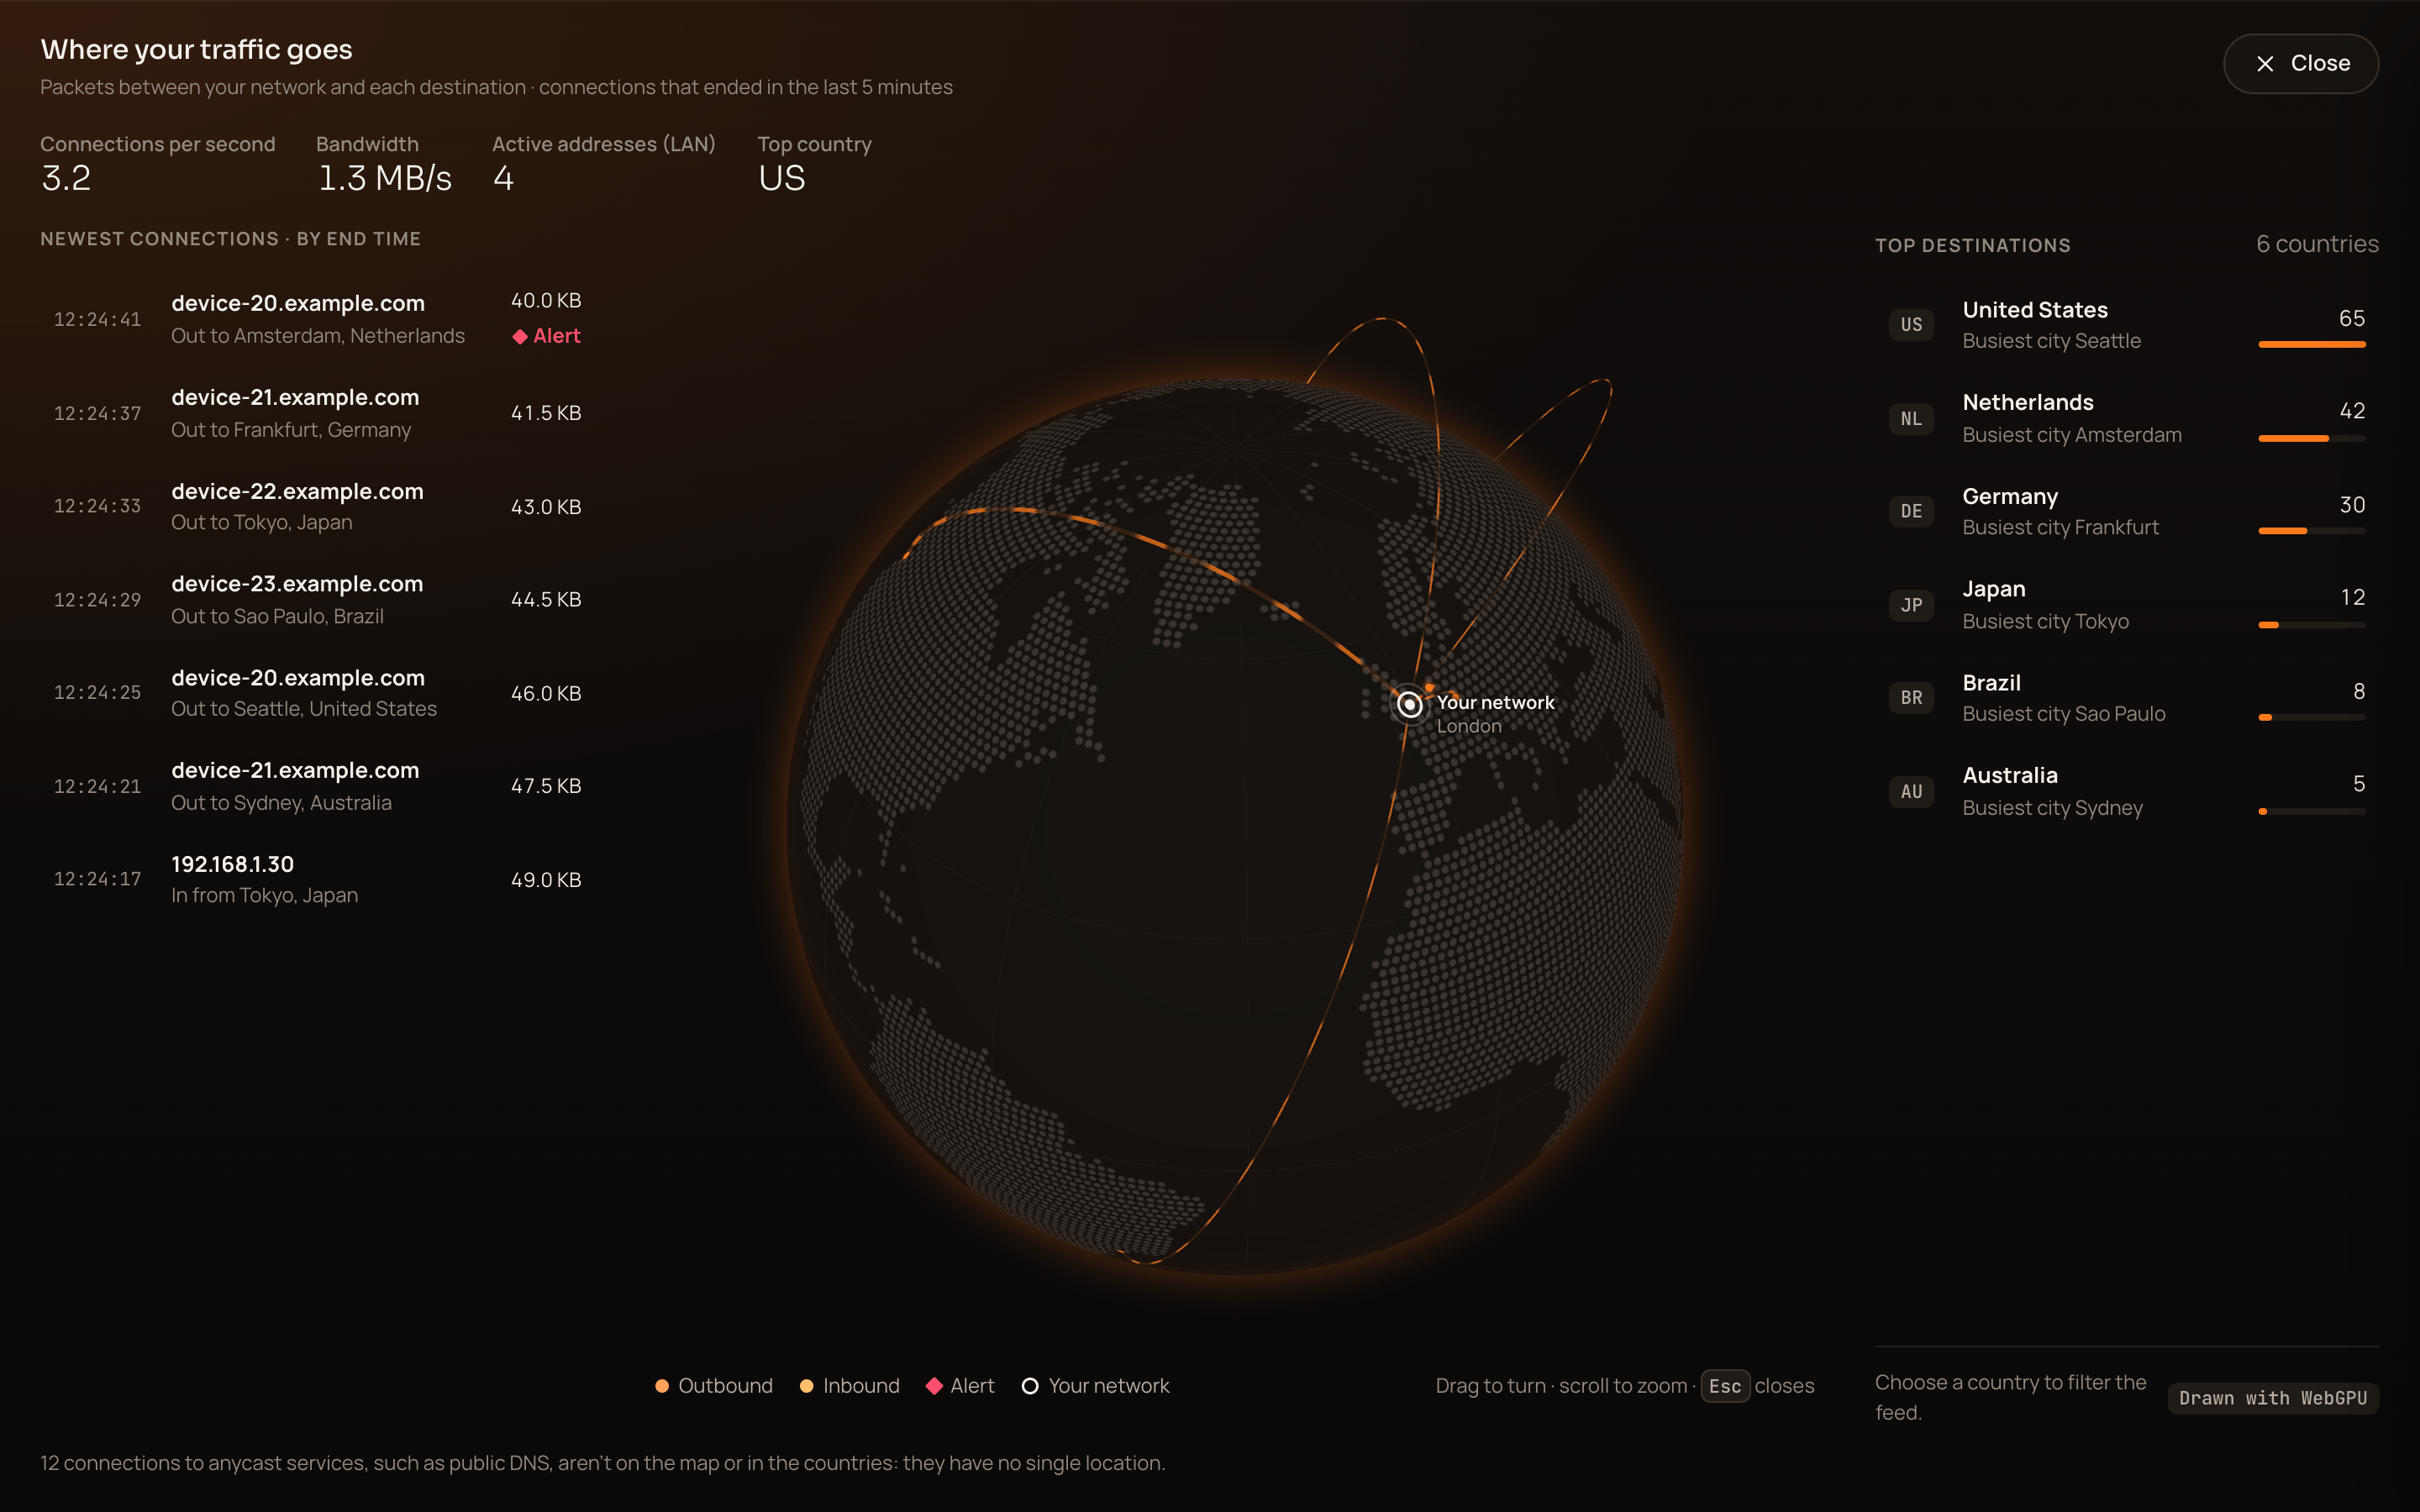 Where your traffic goes
Close
Packets between your network and each destination · connections that ended in the last 5 minutes
Connections per second
Bandwidth
Active addresses (LAN)
Top country
3.2
1.3 MB/s
4
US
NEWEST CONNECTIONS · BY END TIME
12:24:41
device-20.example.com
Out to Amsterdam, Netherlands
40.0 KB
Alert
12:24:37
device-21.example.com
Out to Frankfurt, Germany
41.5 KB
12:24:33
device-22.example.com
Out to Tokyo, Japan
43.0 KB
12:24:29
device-23.example.com
Out to Sao Paulo, Brazil
44.5 KB
12:24:25
device-20.example.com
Out to Seattle, United States
46.0 KB
12:24:21
device-21.example.com
Out to Sydney, Australia
47.5 KB
12:24:17
192.168.1.30
In from Tokyo, Japan
49.0 KB
Your network
London
TOP DESTINATIONS
6 countries
US
United States
Busiest city Seattle
65
NL
Netherlands
Busiest city Amsterdam
42
DE
Germany
Busiest city Frankfurt
30
JP
Japan
Busiest city Tokyo
12
BR
Brazil
Busiest city Sao Paulo
8
AU
Australia
Busiest city Sydney
5
Outbound
Inbound
Alert
Your network
Drag to turn · scroll to zoom · Esc closes
Choose a country to filter the
feed.
Drawn with WebGPU
12 connections to anycast services, such as public DNS, aren’t on the map or in the countries: they have no single location.